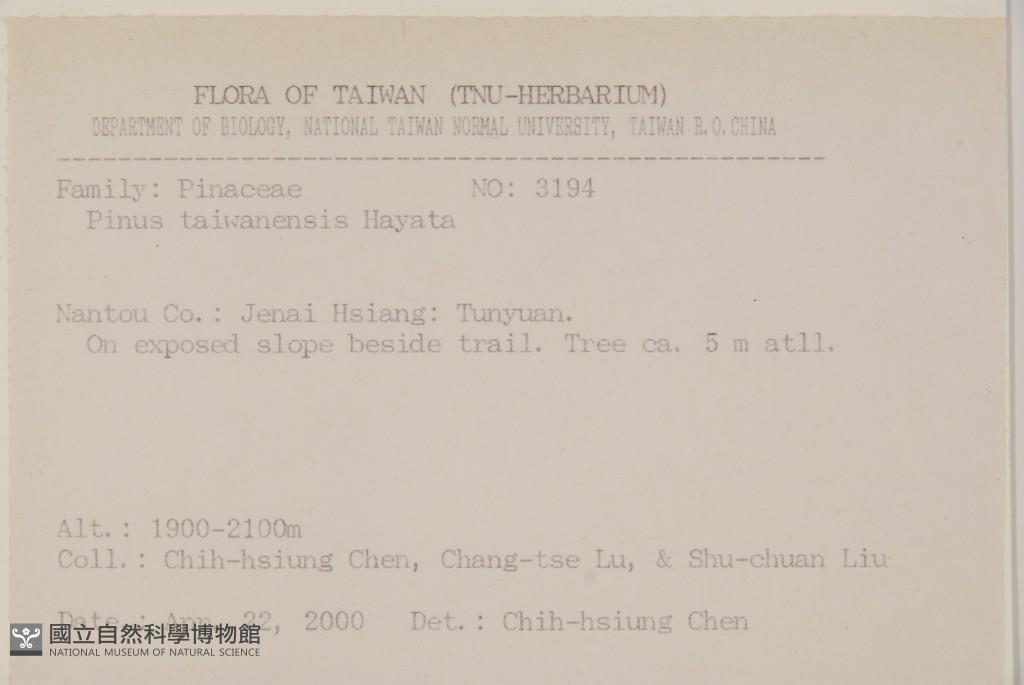 FLORA OF TAIWAN (TNU-HERBARIUM)
DEPARTMENT OF BIOLOGY, NATIONAL TAIWAN NORMAL UNIVERSITY, TAIWAN R.O.CHINA
Family: Pinaceae NO: 3194
Pinus taiwanensis Hayata
Nantou Co.: Jenai Hsiang: Tunyuan.
On exposed slope beside trail. Tree ca. 5 m atll.
Alt.: 1900-2100m
Coll.: Chih-hsiung Chen, Chang-tse Lu, & Shu-chuan Liu
Date.: Apr. 22, 2000 Det.: Chih-hsiung Chen
國立自然科學博物館
NATIONAL MUSEUM OF NATURAL SCIENCE